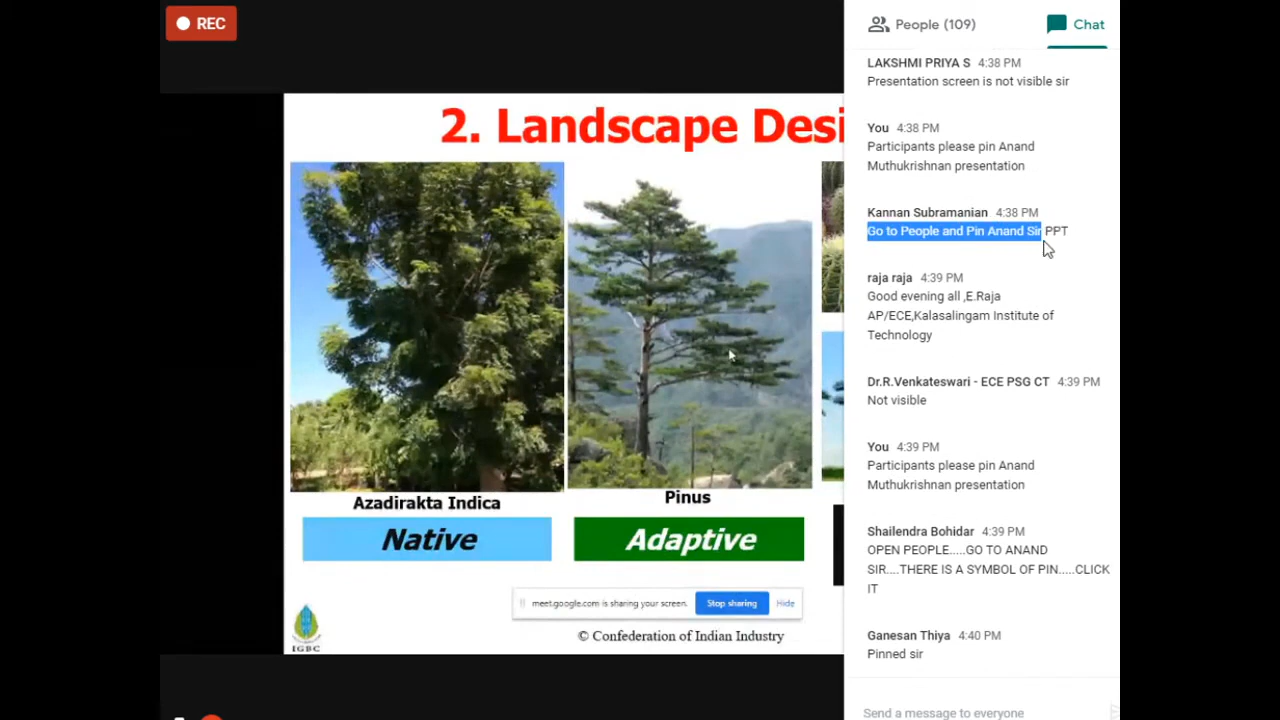 REC
2. Landscape Desi
Azadirakta Indica
Pinus
Native
Adaptive
meet.google.com is sharing your screen.
Stop sharing
Hide
© Confederation of Indian Industry
IGBC
People (109)
Chat
LAKSHMI PRIYA S 4:38 PM
Presentation screen is not visible sir
You 4:38 PM
Participants please pin Anand
Muthukrishnan presentation
Kannan Subramanian 4:38 PM
Go to People and Pin Anand Sir PPT
raja raja 4:39 PM
Good evening all ,E.Raja
AP/ECE,Kalasalingam Institute of
Technology
Dr.R.Venkateswari - ECE PSG CT 4:39 PM
Not visible
You 4:39 PM
Participants please pin Anand
Muthukrishnan presentation
Shailendra Bohidar 4:39 PM
OPEN PEOPLE.....GO TO ANAND
SIR....THERE IS A SYMBOL OF PIN.....CLICK
IT
Ganesan Thiya 4:40 PM
Pinned sir
Send a message to everyone